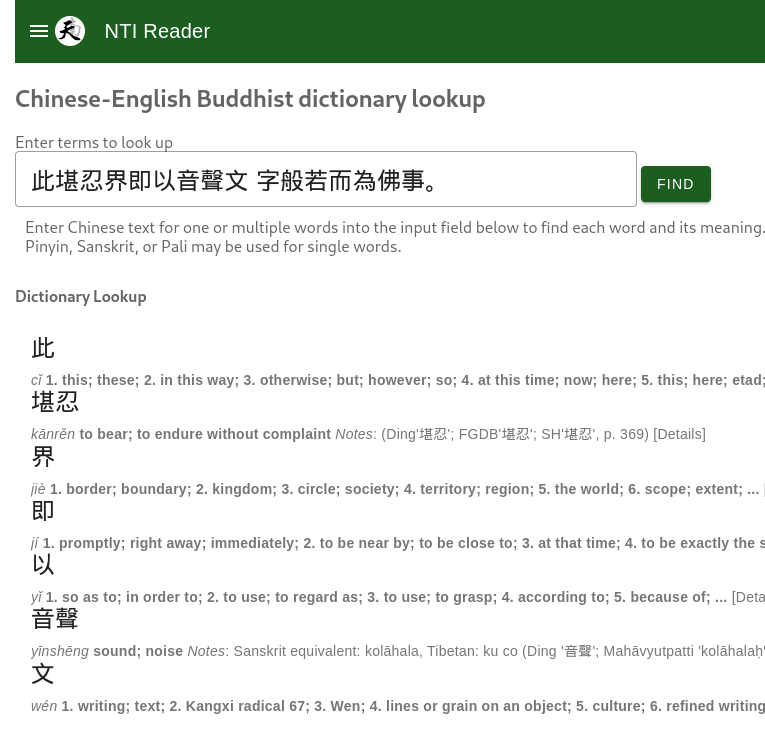 NTI Reader
Chinese-English Buddhist dictionary lookup
Enter terms to look up
此堪忍界即以音聲文 字般若而為佛事。
FIND
Enter Chinese text for one or multiple words into the input field below to find each word and its meaning.
Pinyin, Sanskrit, or Pali may be used for single words.
Dictionary Lookup
此
cǐ 1. this; these; 2. in this way; 3. otherwise; but; however; so; 4. at this time; now; here; 5. this; here; etad;
堪忍
kānrěn to bear; to endure without complaint Notes: (Ding'堪忍'; FGDB'堪忍'; SH'堪忍', p. 369) [Details]
界
jiè 1. border; boundary; 2. kingdom; 3. circle; society; 4. territory; region; 5. the world; 6. scope; extent; ... [
即
jí 1. promptly; right away; immediately; 2. to be near by; to be close to; 3. at that time; 4. to be exactly the s
以
yǐ 1. so as to; in order to; 2. to use; to regard as; 3. to use; to grasp; 4. according to; 5. because of; ... [Deta
音聲
yīnshēng sound; noise Notes: Sanskrit equivalent: kolāhala, Tibetan: ku co (Ding '音聲'; Mahāvyutpatti 'kolāhalaḥ'
文
wén 1. writing; text; 2. Kangxi radical 67; 3. Wen; 4. lines or grain on an object; 5. culture; 6. refined writing